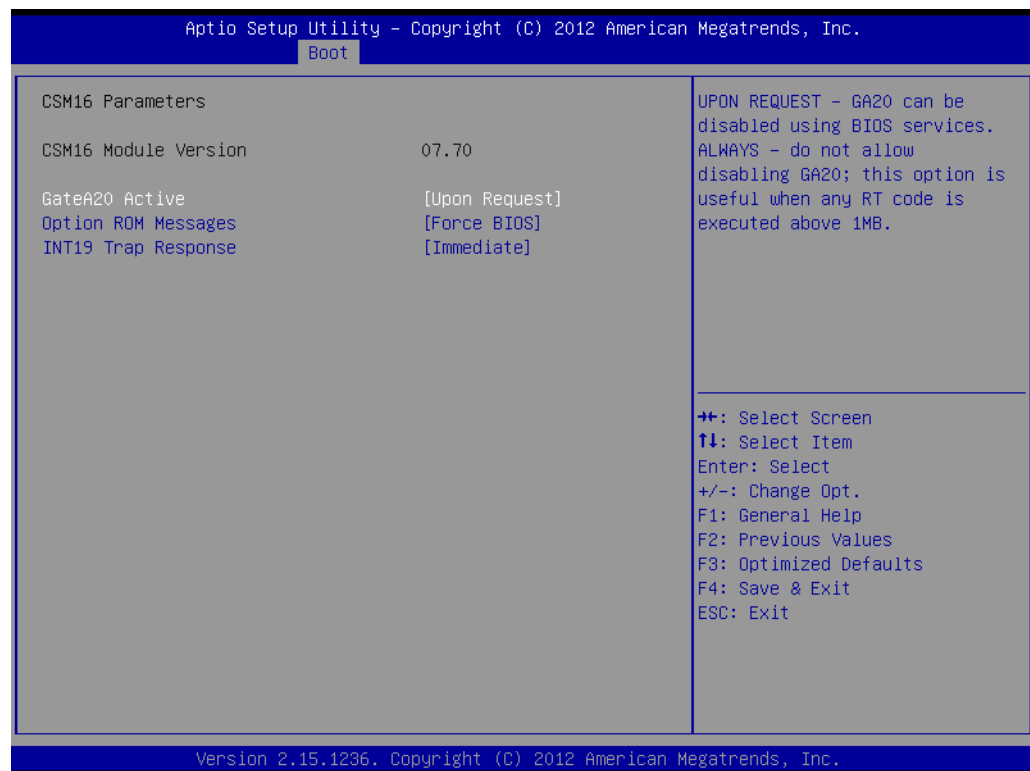 Aptio Setup Utility – Copyright (C) 2012 American Megatrends, Inc.
Boot
CSM16 Parameters
CSM16 Module Version 07.70
GateA20 Active [Upon Request]
Option ROM Messages [Force BIOS]
INT19 Trap Response [Immediate]
UPON REQUEST – GA20 can be
disabled using BIOS services.
ALWAYS – do not allow
disabling GA20; this option is
useful when any RT code is
executed above 1MB.
→←: Select Screen
↑↓: Select Item
Enter: Select
+/-: Change Opt.
F1: General Help
F2: Previous Values
F3: Optimized Defaults
F4: Save & Exit
ESC: Exit
Version 2.15.1236. Copyright (C) 2012 American Megatrends, Inc.